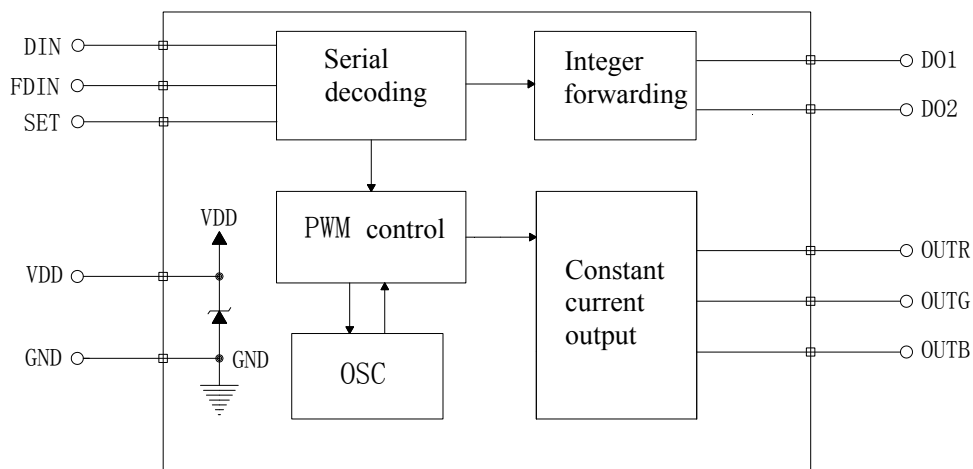 DIN
FDIN
SET
Serial
decoding
Integer
forwarding
DO1
DO2
VDD
PWM control
VDD
GND
GND
OSC
Constant
current
output
OUTR
OUTG
OUTB